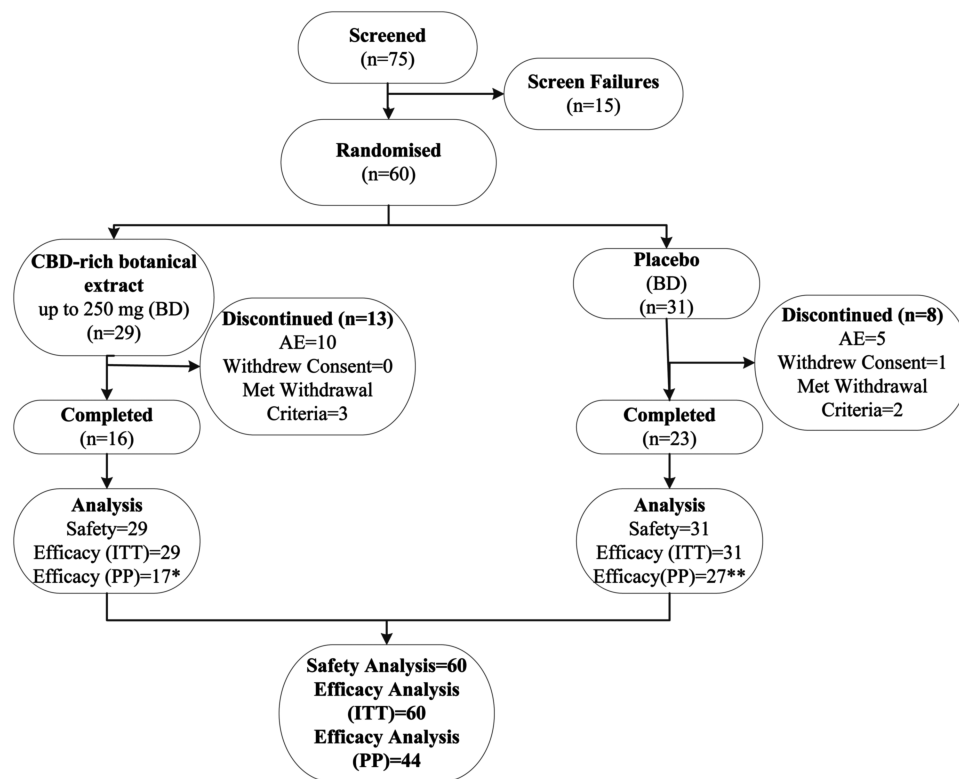 Screened
(n=75)
Screen Failures
(n=15)
Randomised
(n=60)
CBD-rich botanical
extract
up to 250 mg (BD)
(n=29)
Discontinued (n=13)
AE=10
Withdrew Consent=0
Met Withdrawal
Criteria=3
Completed
(n=16)
Analysis
Safety=29
Efficacy (ITT)=29
Efficacy (PP)=17*
Placebo
(BD)
(n=31)
Discontinued (n=8)
AE=5
Withdrew Consent=1
Met Withdrawal
Criteria=2
Completed
(n=23)
Analysis
Safety=31
Efficacy (ITT)=31
Efficacy(PP)=27**
Safety Analysis=60
Efficacy Analysis
(ITT)=60
Efficacy Analysis
(PP)=44